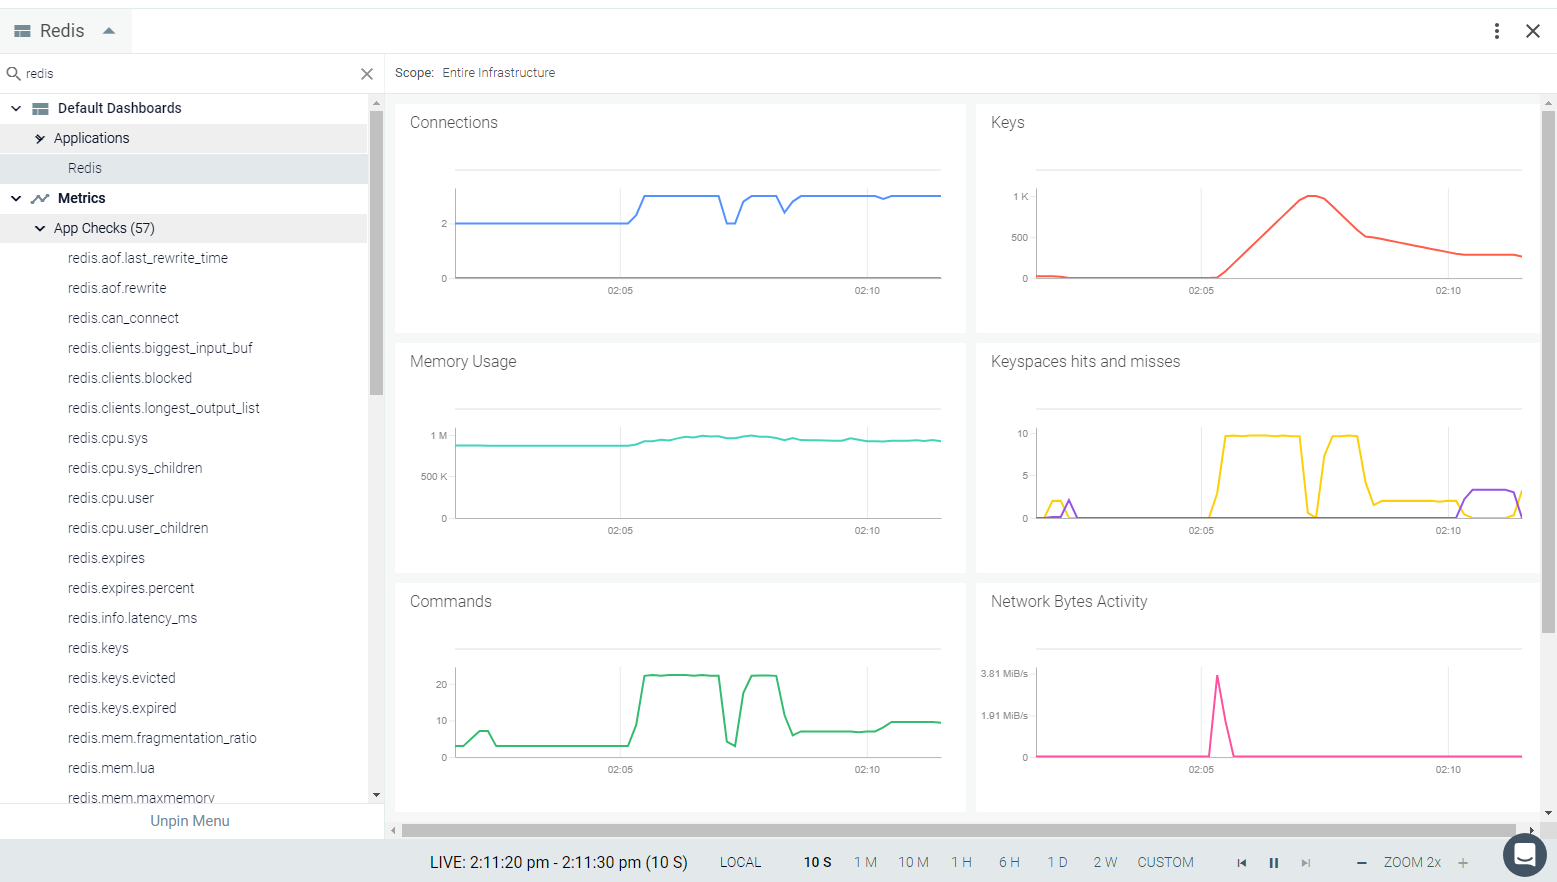 Redis
redis
Scope: Entire Infrastructure
Default Dashboards
Applications
Redis
Metrics
App Checks (57)
redis.aof.last_rewrite_time
redis.aof.rewrite
redis.can_connect
redis.clients.biggest_input_buf
redis.clients.blocked
redis.clients.longest_output_list
redis.cpu.sys
redis.cpu.sys_children
redis.cpu.user
redis.cpu.user_children
redis.expires
redis.expires.percent
redis.info.latency_ms
redis.keys
redis.keys.evicted
redis.keys.expired
redis.mem.fragmentation_ratio
redis.mem.lua
redis.mem.maxmemory
Unpin Menu
Connections
2
0
02:05 02:10
Keys
1 K
500
0
02:05 02:10
Memory Usage
1 M
500 K
0
02:05 02:10
Keyspaces hits and misses
10
5
0
02:05 02:10
Commands
20
10
0
02:05 02:10
Network Bytes Activity
3.81 MiB/s
1.91 MiB/s
0
02:05 02:10
LIVE: 2:11:20 pm - 2:11:30 pm (10 S) LOCAL 10 S 1 M 10 M 1 H 6 H 1 D 2 W CUSTOM ZOOM 2x